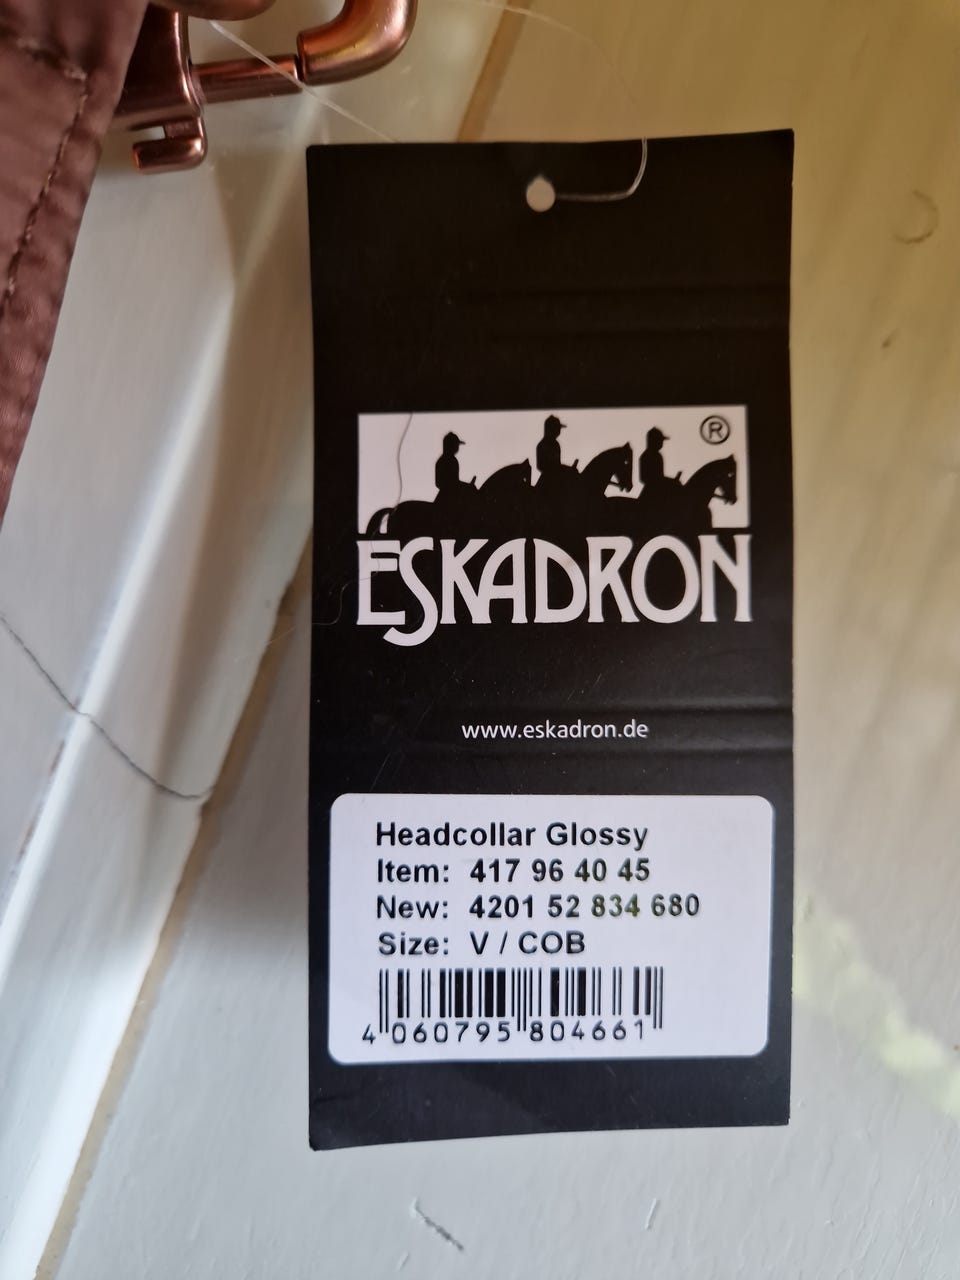 ®
ESKADRON
www.eskadron.de
Headcollar Glossy
Item: 417 96 40 45
New: 4201 52 834 680
Size: V / COB
4 060795 804661